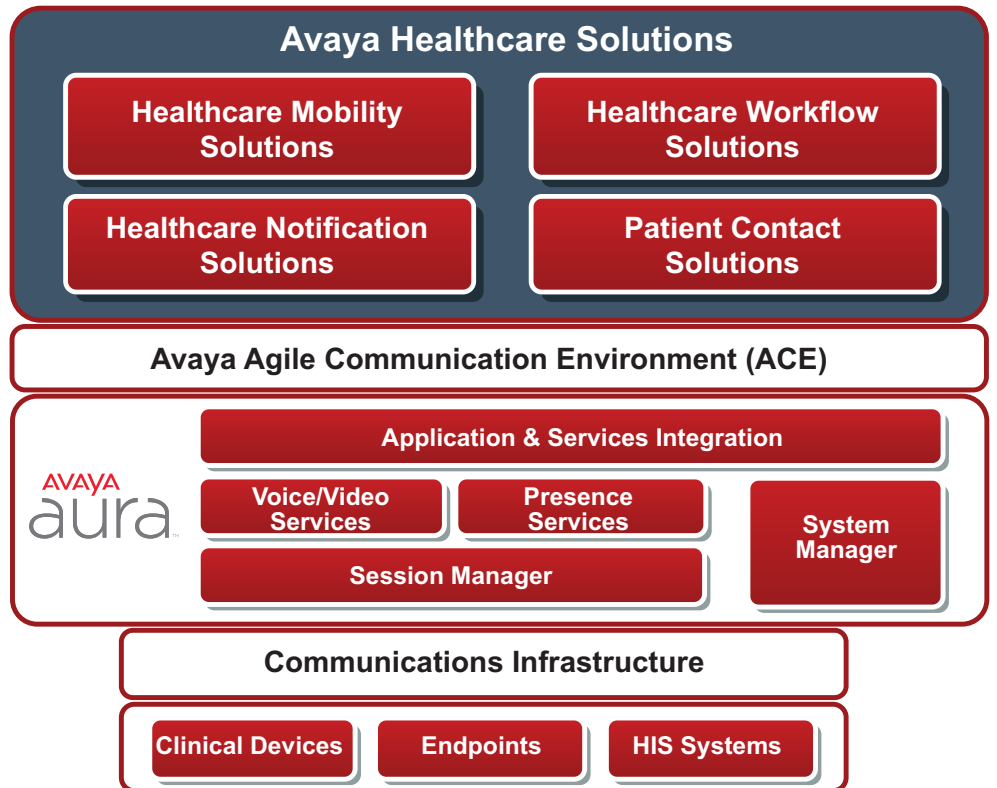 Avaya Healthcare Solutions
Healthcare Mobility
Solutions
Healthcare Workflow
Solutions
Healthcare Notification
Solutions
Patient Contact
Solutions
Avaya Agile Communication Environment (ACE)
AVAYA
aura
™
Application & Services Integration
Voice/Video
Services
Presence
Services
System
Manager
Session Manager
Communications Infrastructure
Clinical Devices
Endpoints
HIS Systems